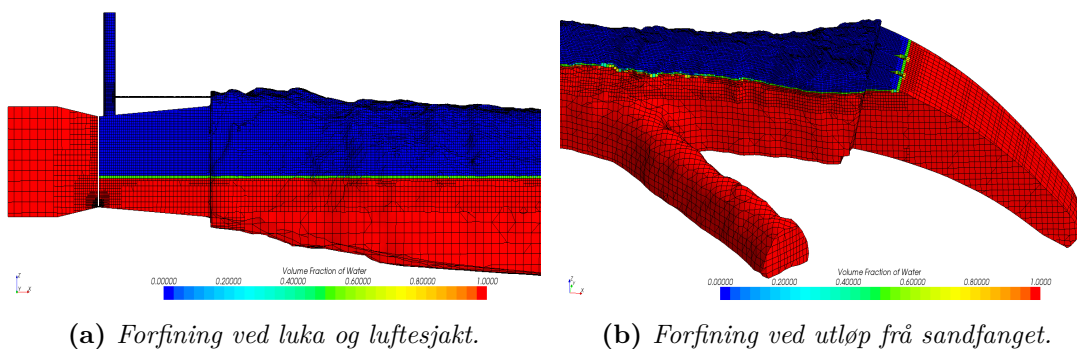 Z
Y X
Volume Fraction of Water
0.00000 0.20000 0.40000 0.60000 0.80000 1.0000
Z
Y
X
Volume Fraction of Water
0.00000 0.20000 0.40000 0.60000 0.80000 1.0000
(a) Forfining ved luka og luftesjakt.
(b) Forfining ved utløp frå sandfanget.